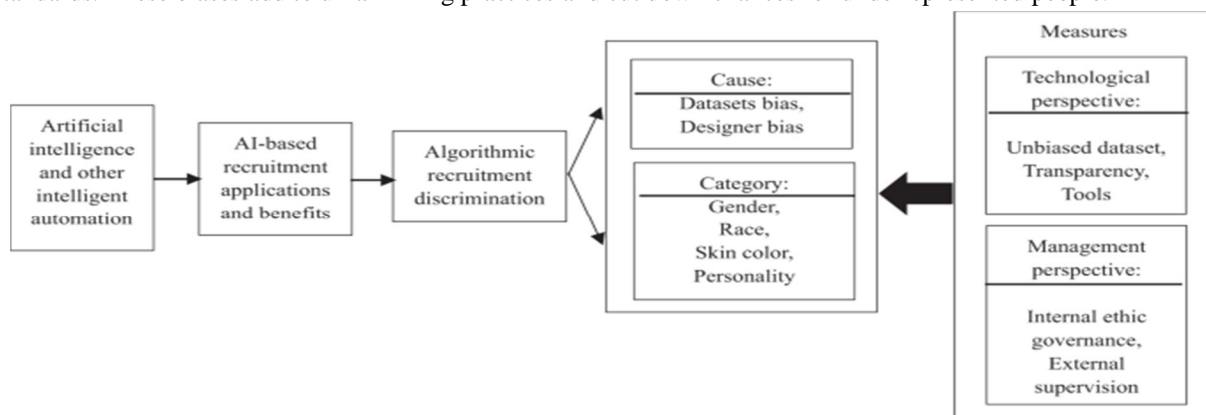 Artificial
intelligence
and other
intelligent
automation
AI-based
recruitment
applications
and benefits
Algorithmic
recruitment
discrimination
Cause:
Datasets bias,
Designer bias
Category:
Gender,
Race,
Skin color,
Personality
Measures
Technological
perspective:
Unbiased dataset,
Transparency,
Tools
Management
perspective:
Internal ethic
governance,
External
supervision